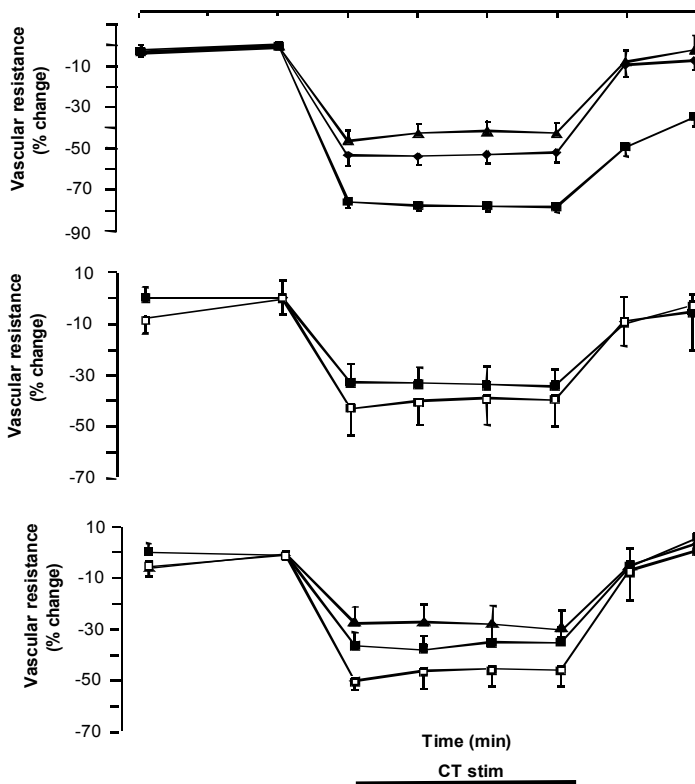 Vascular resistance
(% change)
-10
-30
-50
-70
-90
Vascular resistance
(% change)
10
-10
-30
-50
-70
Vascular resistance
(% change)
10
-10
-30
-50
-70
Time (min)
CT stim